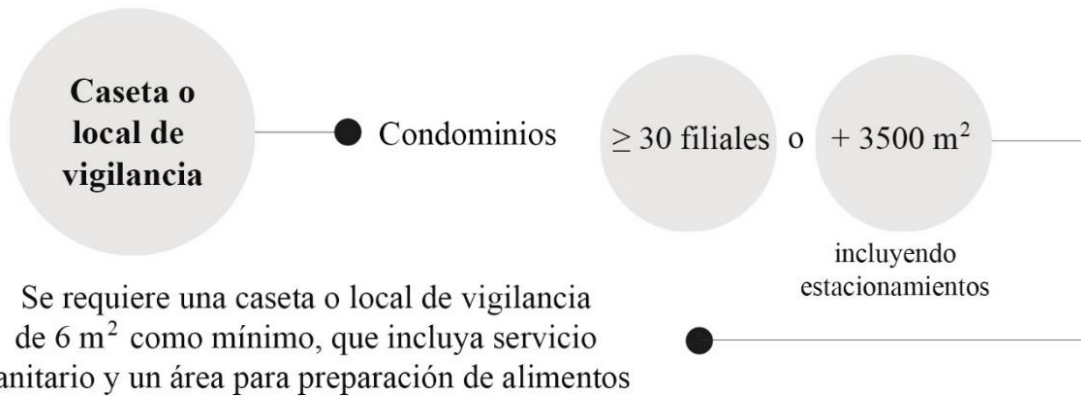 Caseta o
local de
vigilancia
Condominios
≥ 30 filiales o + 3500 m²
incluyendo
estacionamientos
Se requiere una caseta o local de vigilancia
de 6 m² como mínimo, que incluya servicio
anitario y un área para preparación de alimentos